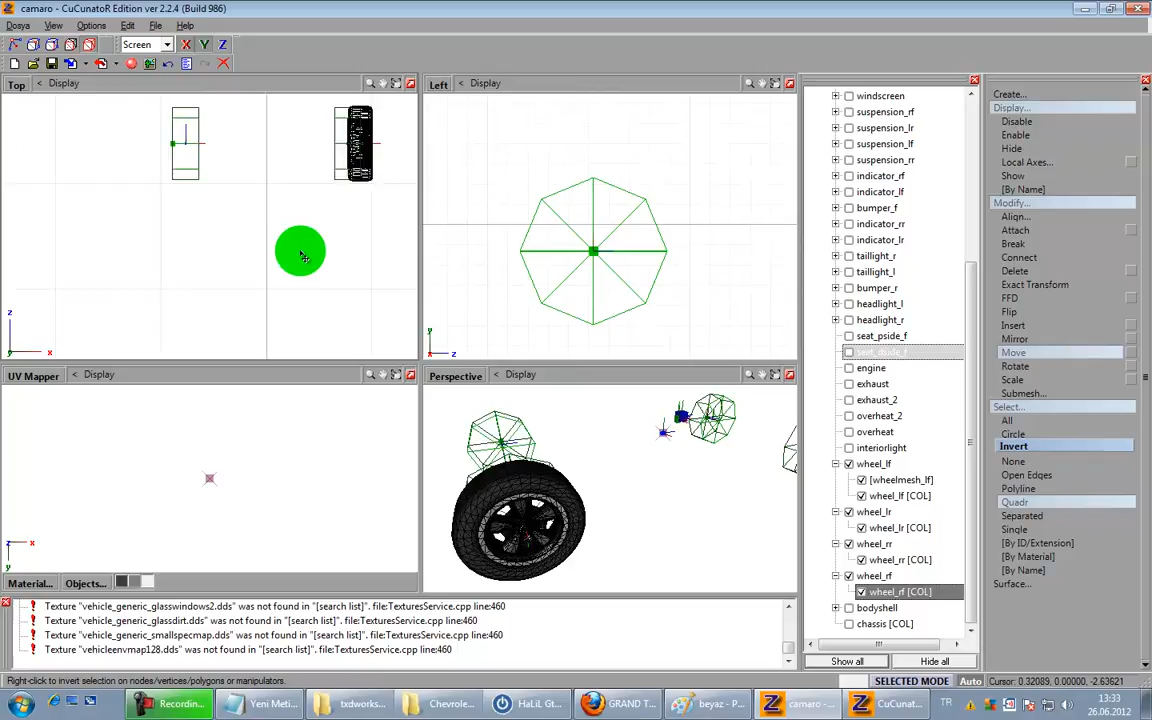 camaro - CuCunatoR Edition ver 2.2.4 (Build 986)
Dosya View Options Edit File Help
Screen X Y Z
Top < Display
Left < Display
z
x
y
y
z
UV Mapper < Display
Perspective < Display
z x
y
Material... Objects...
Texture "vehicle_generic_glasswindows2.dds" was not found in "[search list]". file:TexturesService.cpp line:460
Texture "vehicle_generic_glassdirt.dds" was not found in "[search list]". file:TexturesService.cpp line:460
Texture "vehicle_generic_smallspecmap.dds" was not found in "[search list]". file:TexturesService.cpp line:460
Texture "vehicleenvmap128.dds" was not found in "[search list]". file:TexturesService.cpp line:460
windscreen
suspension_rf
suspension_lr
suspension_lf
suspension_rr
indicator_rf
indicator_lf
bumper_f
indicator_rr
indicator_lr
taillight_r
taillight_l
bumper_r
headlight_l
headlight_r
seat_pside_f
seat_dside_f
engine
exhaust
exhaust_2
overheat_2
overheat
interiorlight
wheel_lf
[wheelmesh_lf]
wheel_lf [COL]
wheel_lr
wheel_lr [COL]
wheel_rr
wheel_rr [COL]
wheel_rf
wheel_rf [COL]
bodyshell
chassis [COL]
Show all Hide all
Create...
Display...
Disable
Enable
Hide
Local Axes...
Show
[By Name]
Modify...
Align...
Attach
Break
Connect
Delete
Exact Transform
FFD
Flip
Insert
Mirror
Move
Rotate
Scale
Submesh...
Select...
All
Circle
Invert
None
Open Edges
Polyline
Quadr
Separated
Single
[By ID/Extension]
[By Material]
[By Name]
Surface...
Right-click to invert selection on nodes/vertices/polygons or manipulators.
SELECTED MODE Auto Cursor: 0.32089, 0.00000, -2.63621
Recordin... Yeni Meti... txdworks... Chevrole... HaLiL Gt... GRAND T... beyaz - P... camaro -... CuCunat...
TR
13:33
26.06.2012